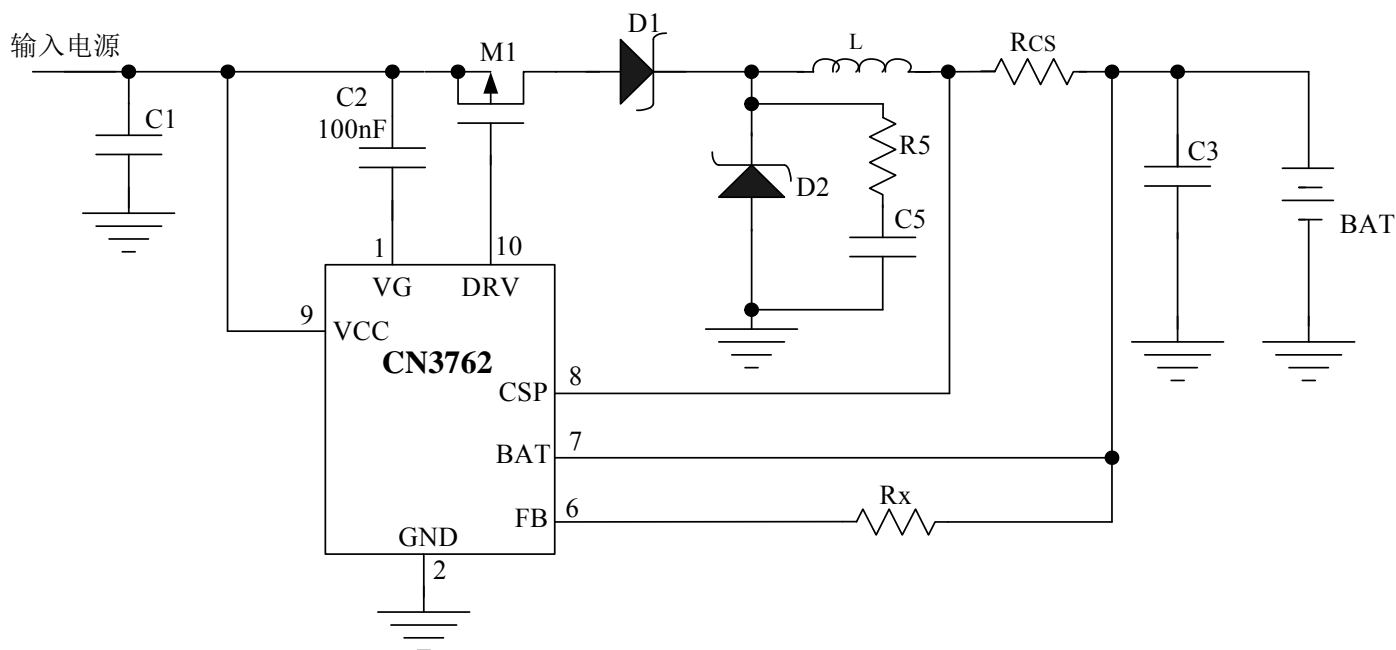 输入电源
D1
M1
L
RCS
C1
C2
100nF
R5
D2
C5
C3
BAT
1
10
VG
DRV
9
VCC
CN3762
CSP
8
BAT
7
FB
6
Rx
GND
2